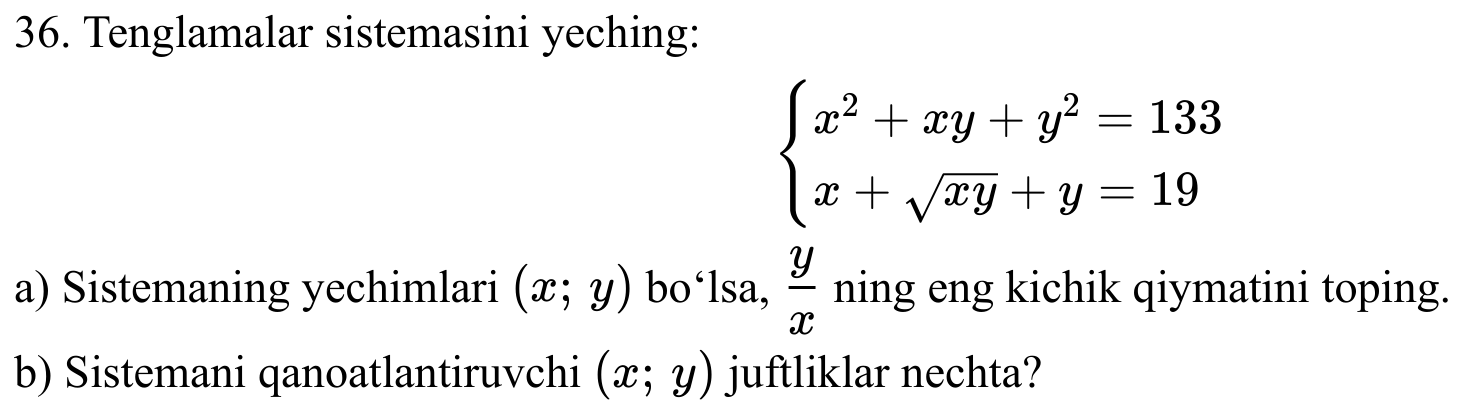 36. Tenglamalar sistemasini yeching:
x² + xy + y² = 133
x + √xy + y = 19
a) Sistemaning yechimlari (x; y) bo‘lsa, y/x ning eng kichik qiymatini toping.
b) Sistemani qanoatlantiruvchi (x; y) juftliklar nechta?